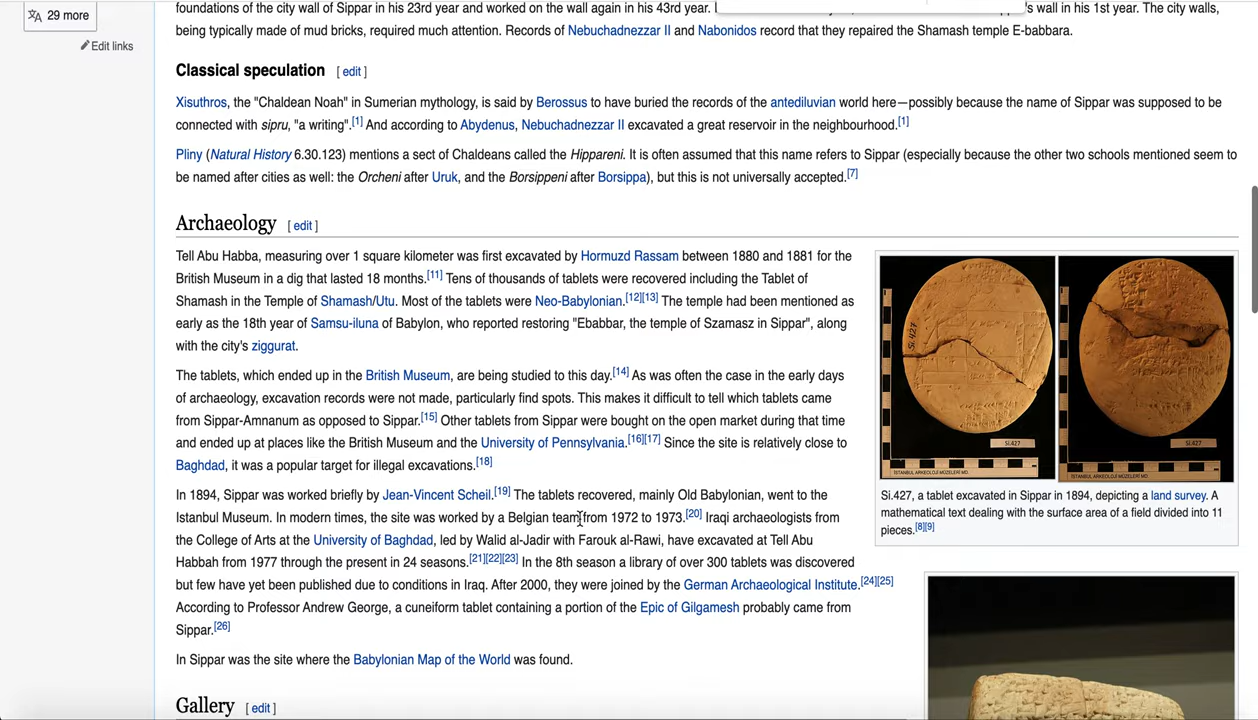 29 more
Edit links
foundations of the city wall of Sippar in his 23rd year and worked on the wall again in his 43rd year.
's wall in his 1st year. The city walls,
being typically made of mud bricks, required much attention. Records of Nebuchadnezzar II and Nabonidos record that they repaired the Shamash temple E-babbara.
Classical speculation [ edit ]
Xisuthros, the "Chaldean Noah" in Sumerian mythology, is said by Berossus to have buried the records of the antediluvian world here—possibly because the name of Sippar was supposed to be
connected with sipru, "a writing".[1] And according to Abydenus, Nebuchadnezzar II excavated a great reservoir in the neighbourhood.[1]
Pliny (Natural History 6.30.123) mentions a sect of Chaldeans called the Hippareni. It is often assumed that this name refers to Sippar (especially because the other two schools mentioned seem to
be named after cities as well: the Orcheni after Uruk, and the Borsippeni after Borsippa), but this is not universally accepted.[7]
Archaeology [ edit ]
Tell Abu Habba, measuring over 1 square kilometer was first excavated by Hormuzd Rassam between 1880 and 1881 for the
British Museum in a dig that lasted 18 months.[11] Tens of thousands of tablets were recovered including the Tablet of
Shamash in the Temple of Shamash/Utu. Most of the tablets were Neo-Babylonian.[12][13] The temple had been mentioned as
early as the 18th year of Samsu-iluna of Babylon, who reported restoring "Ebabbar, the temple of Szamasz in Sippar", along
with the city's ziggurat.
The tablets, which ended up in the British Museum, are being studied to this day.[14] As was often the case in the early days
of archaeology, excavation records were not made, particularly find spots. This makes it difficult to tell which tablets came
from Sippar-Amnanum as opposed to Sippar.[15] Other tablets from Sippar were bought on the open market during that time
and ended up at places like the British Museum and the University of Pennsylvania.[16][17] Since the site is relatively close to
Baghdad, it was a popular target for illegal excavations.[18]
In 1894, Sippar was worked briefly by Jean-Vincent Scheil.[19] The tablets recovered, mainly Old Babylonian, went to the
Istanbul Museum. In modern times, the site was worked by a Belgian team from 1972 to 1973.[20] Iraqi archaeologists from
the College of Arts at the University of Baghdad, led by Walid al-Jadir with Farouk al-Rawi, have excavated at Tell Abu
Habbah from 1977 through the present in 24 seasons.[21][22][23] In the 8th season a library of over 300 tablets was discovered
but few have yet been published due to conditions in Iraq. After 2000, they were joined by the German Archaeological Institute.[24][25]
According to Professor Andrew George, a cuneiform tablet containing a portion of the Epic of Gilgamesh probably came from
Sippar.[26]
In Sippar was the site where the Babylonian Map of the World was found.
Gallery [ edit ]
Si.427
Si.427
Si.427
ISTANBUL ARKEOLOJI MÜZELERI MD.
ISTANBUL ARKEOLOJI MÜZELERI MD.
Si.427, a tablet excavated in Sippar in 1894, depicting a land survey. A
mathematical text dealing with the surface area of a field divided into 11
pieces.[8][9]